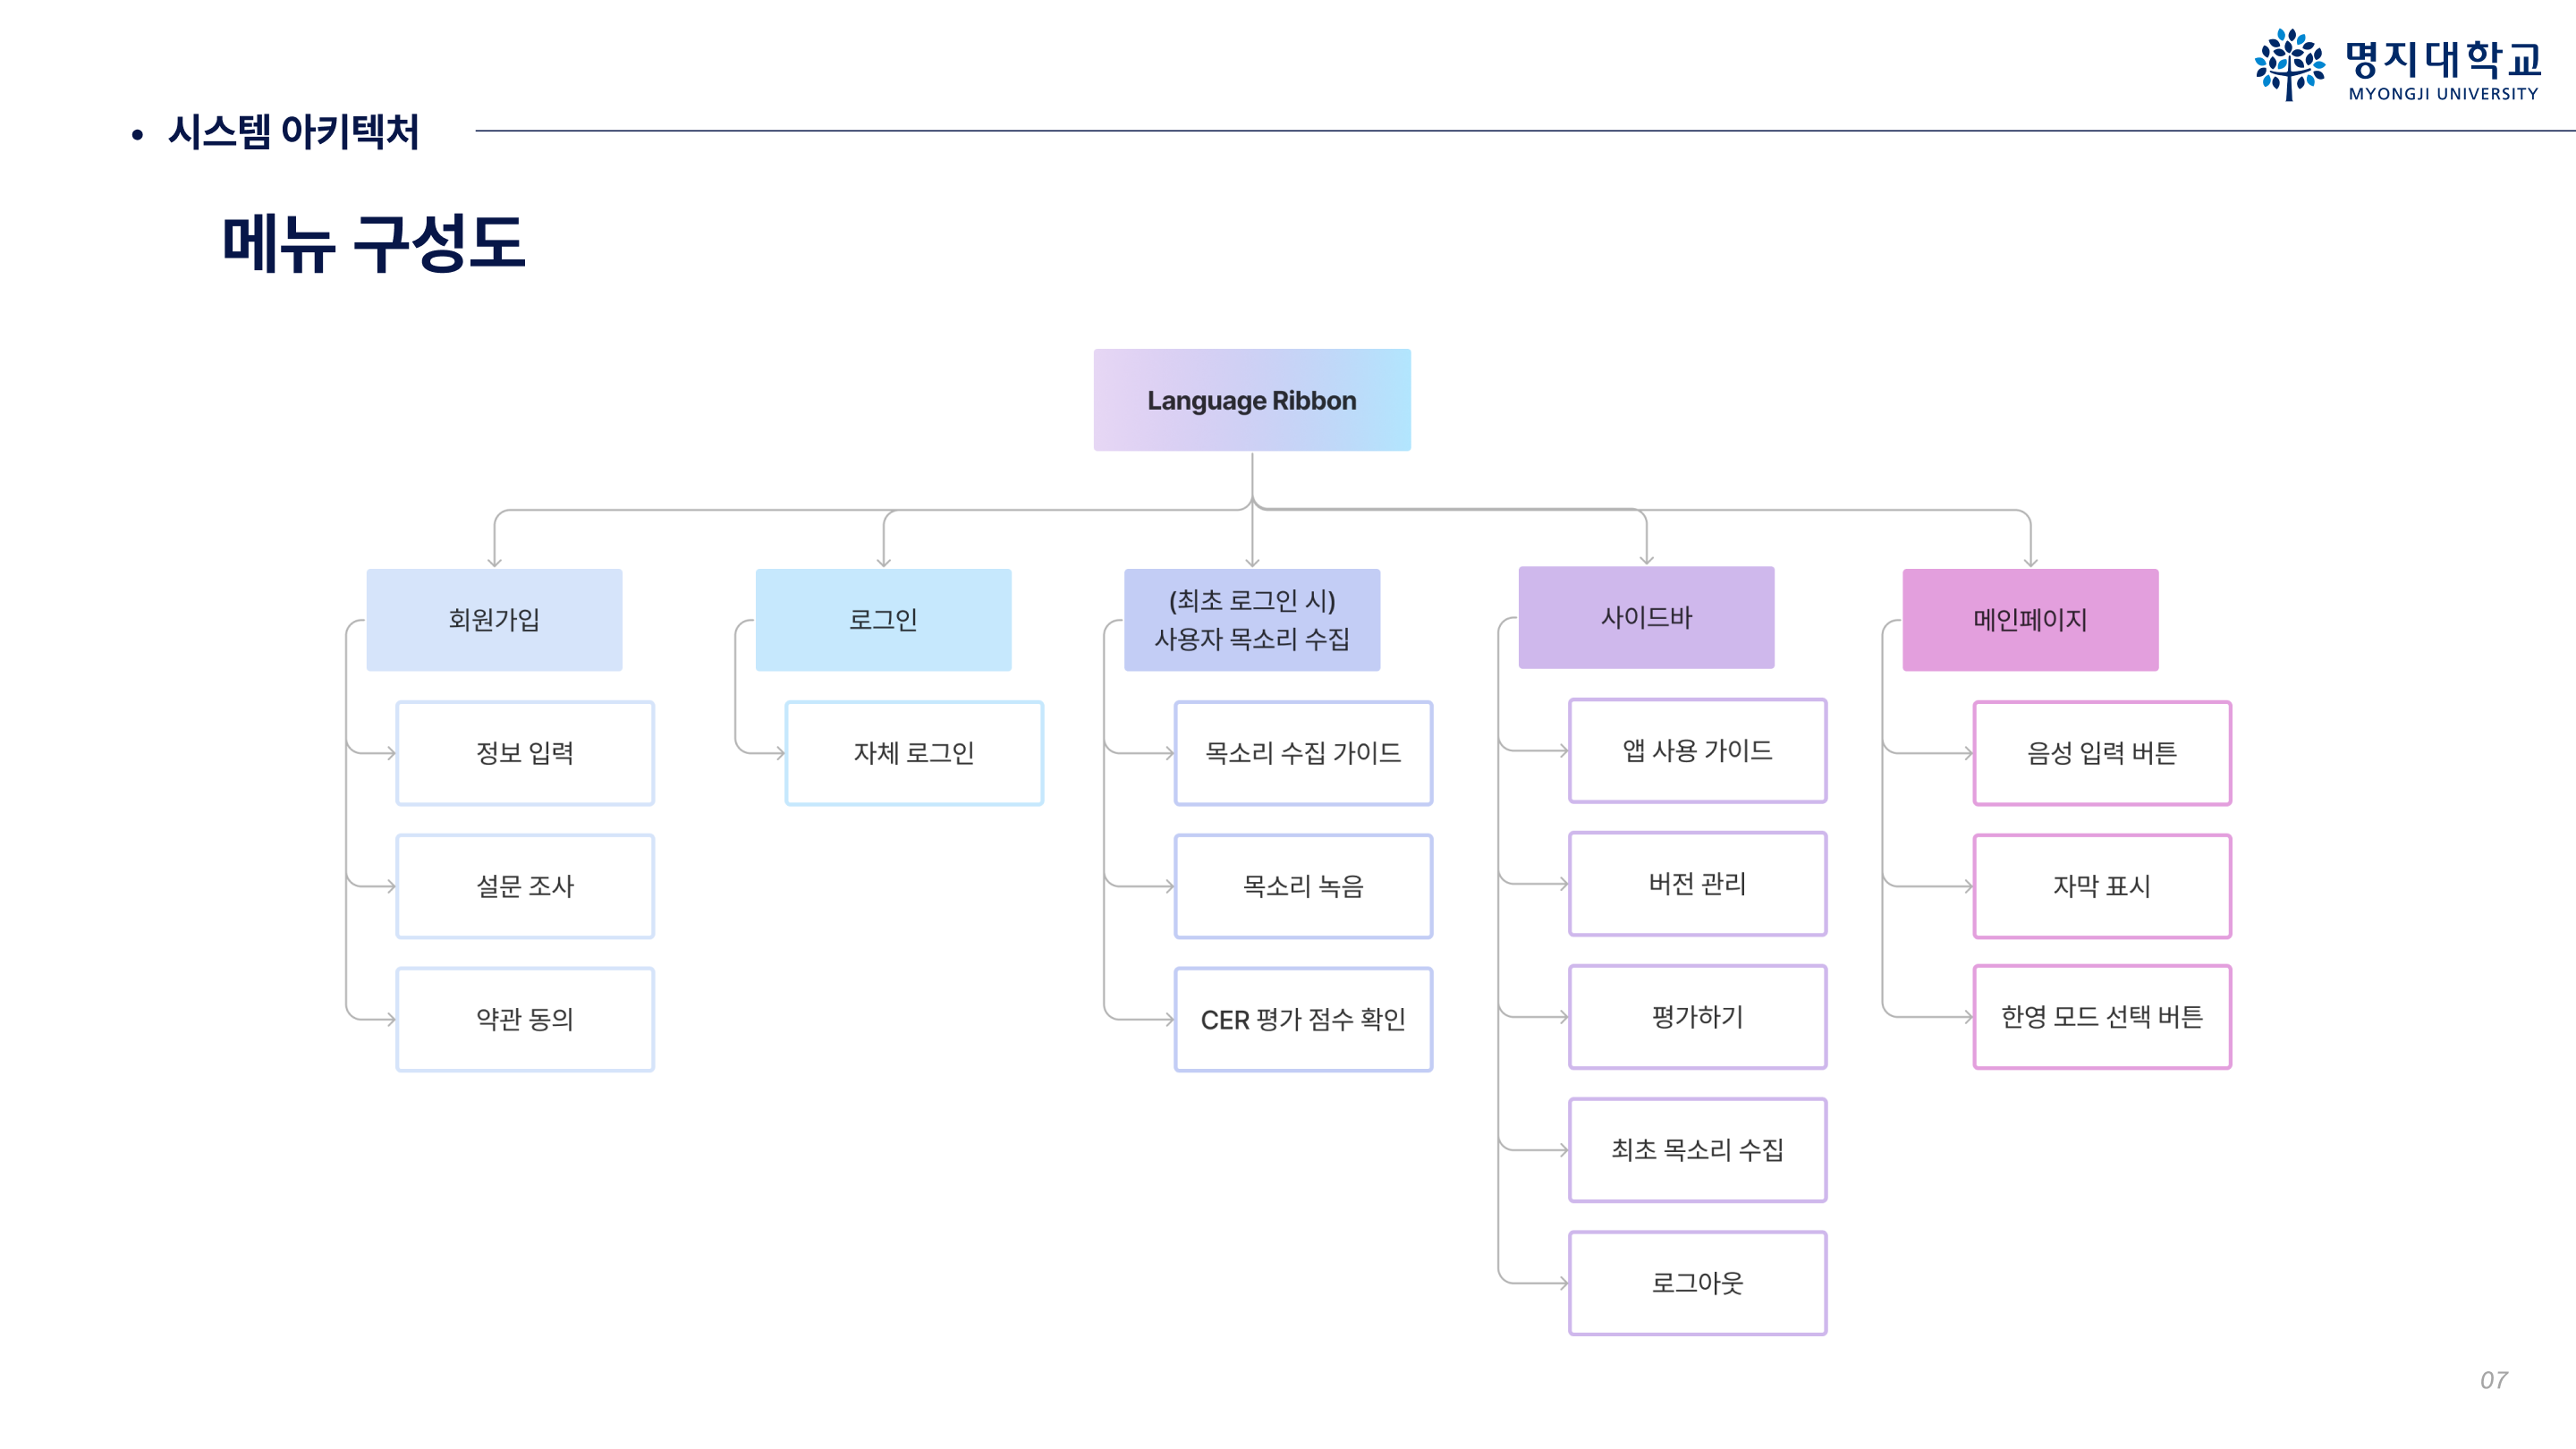 명지대학교
MYONGJI UNIVERSITY
• 시스템 아키텍처
메뉴 구성도
Language Ribbon
회원가입
정보 입력
설문 조사
약관 동의
로그인
자체 로그인
(최초 로그인 시)
사용자 목소리 수집
목소리 수집 가이드
목소리 녹음
CER 평가 점수 확인
사이드바
앱 사용 가이드
버전 관리
평가하기
최초 목소리 수집
로그아웃
메인페이지
음성 입력 버튼
자막 표시
한영 모드 선택 버튼
07